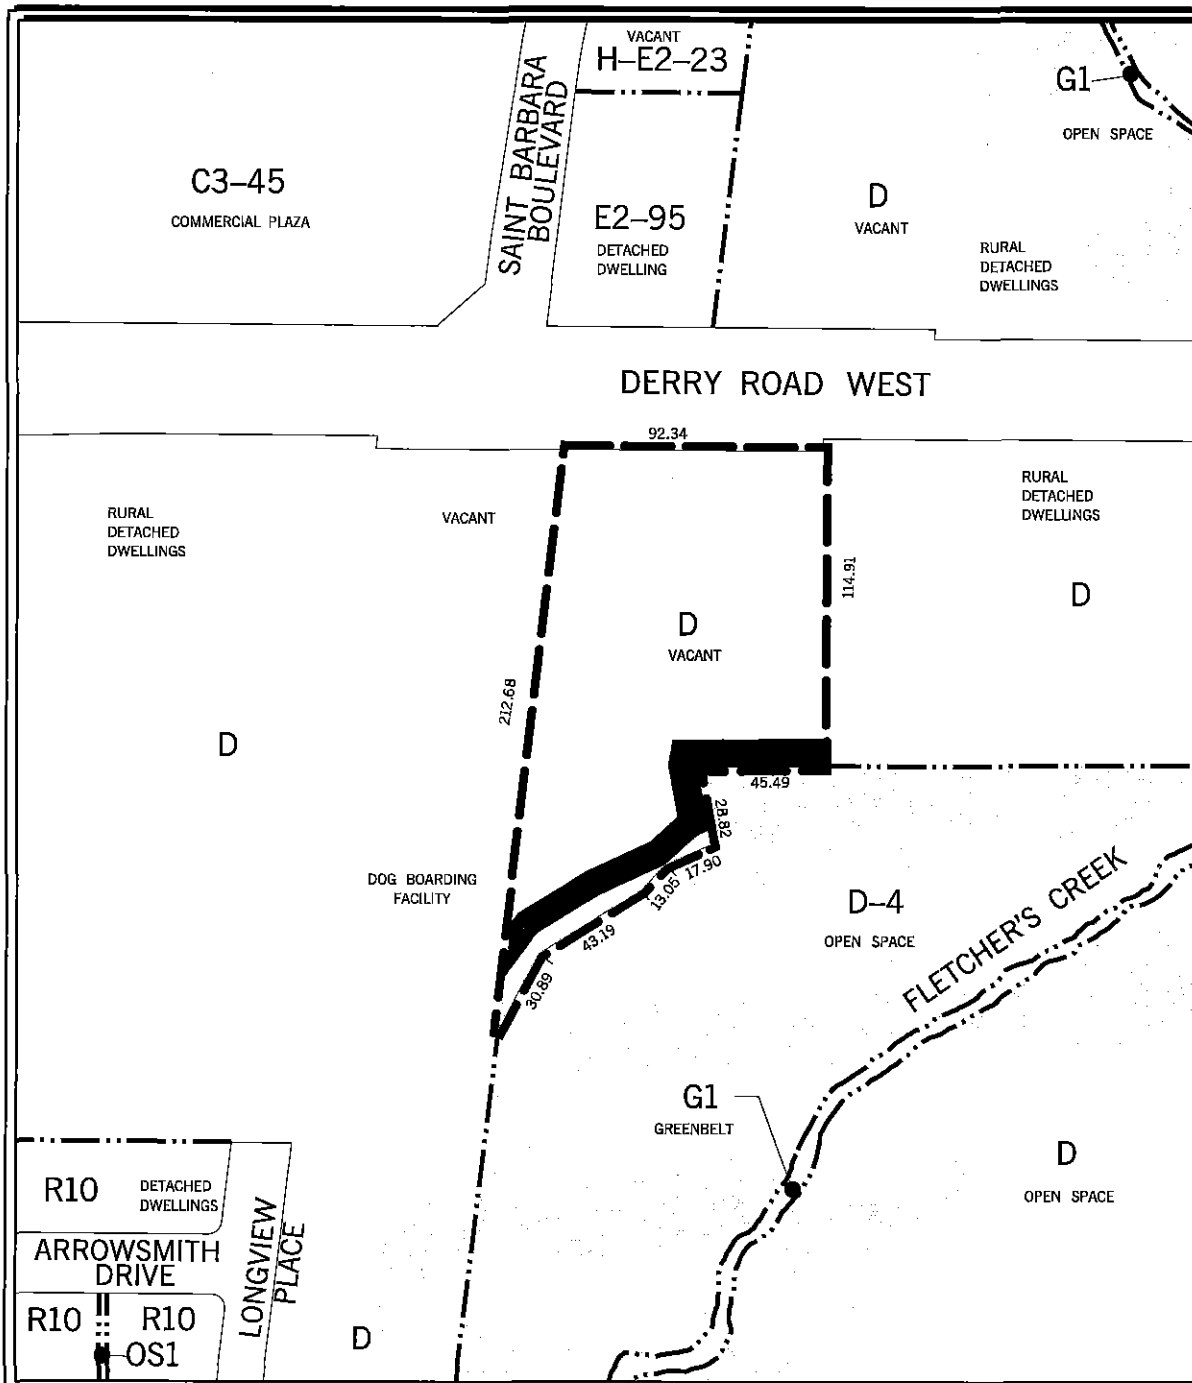 VACANT
H-E2-23
G1
OPEN SPACE
SAINT BARBARA
BOULEVARD
C3-45
COMMERCIAL PLAZA
E2-95
DETACHED
DWELLING
D
VACANT
RURAL
DETACHED
DWELLINGS
DERRY ROAD WEST
92.34
RURAL
DETACHED
DWELLINGS
VACANT
RURAL
DETACHED
DWELLINGS
114.91
D
D
VACANT
212.68
D
45.49
28.82
17.90
13.05
43.19
30.89
DOG BOARDING
FACILITY
D-4
OPEN SPACE
FLETCHER'S CREEK
G1
GREENBELT
D
OPEN SPACE
R10
DETACHED
DWELLINGS
ARROWSMITH
DRIVE
LONGVIEW
PLACE
R10
R10
OS1
D